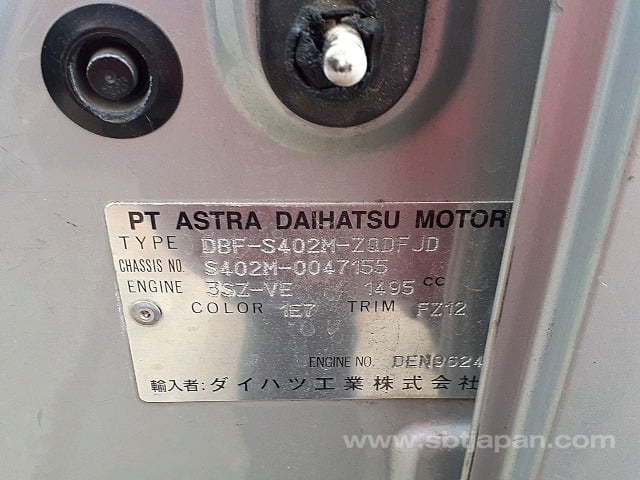 PT ASTRA DAIHATSU MOTOR
TYPE DBF-S402M-ZQDFJD
CHASSIS NO. S402M-0047155
ENGINE 3SZ-VE 1495 cc
COLOR 1E7 TRIM FZ12
ENGINE NO. DEN9624
輸入者:ダイハツ工業株式会社
www.sbtjapan.com